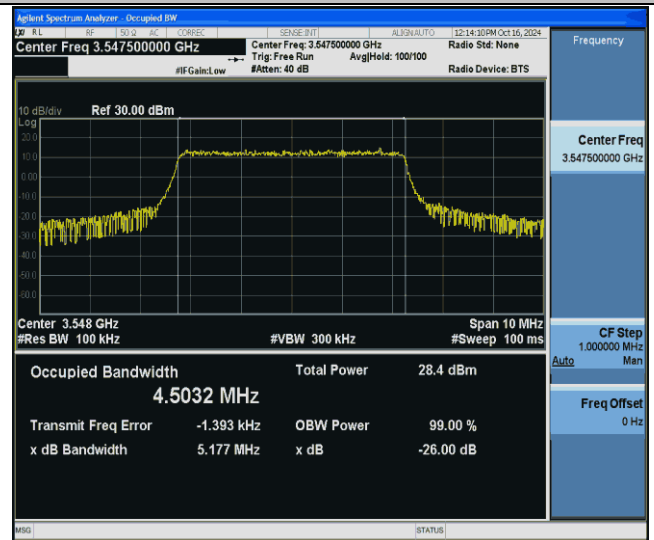 Agilent Spectrum Analyzer - Occupied BW
RL RF 50 Ω AC CORREC SENSE:INT ALIGNAUTO 12:14:10PM Oct 16, 2024
Center Freq 3.547500000 GHz Center Freq: 3.547500000 GHz Radio Std: None
Trig: Free Run Avg|Hold: 100/100
#IFGain:Low #Atten: 40 dB Radio Device: BTS
Frequency
10 dB/div Ref 30.00 dBm
Log
20.0
10.0
0.00
-10.0
-20.0
-30.0
-40.0
-50.0
-60.0
Center Freq
3.547500000 GHz
Center 3.548 GHz Span 10 MHz
#Res BW 100 kHz #VBW 300 kHz #Sweep 100 ms
CF Step
1.000000 MHz
Auto Man
Occupied Bandwidth Total Power 28.4 dBm
4.5032 MHz
Transmit Freq Error -1.393 kHz OBW Power 99.00 %
x dB Bandwidth 5.177 MHz x dB -26.00 dB
Freq Offset
0 Hz
MSG STATUS